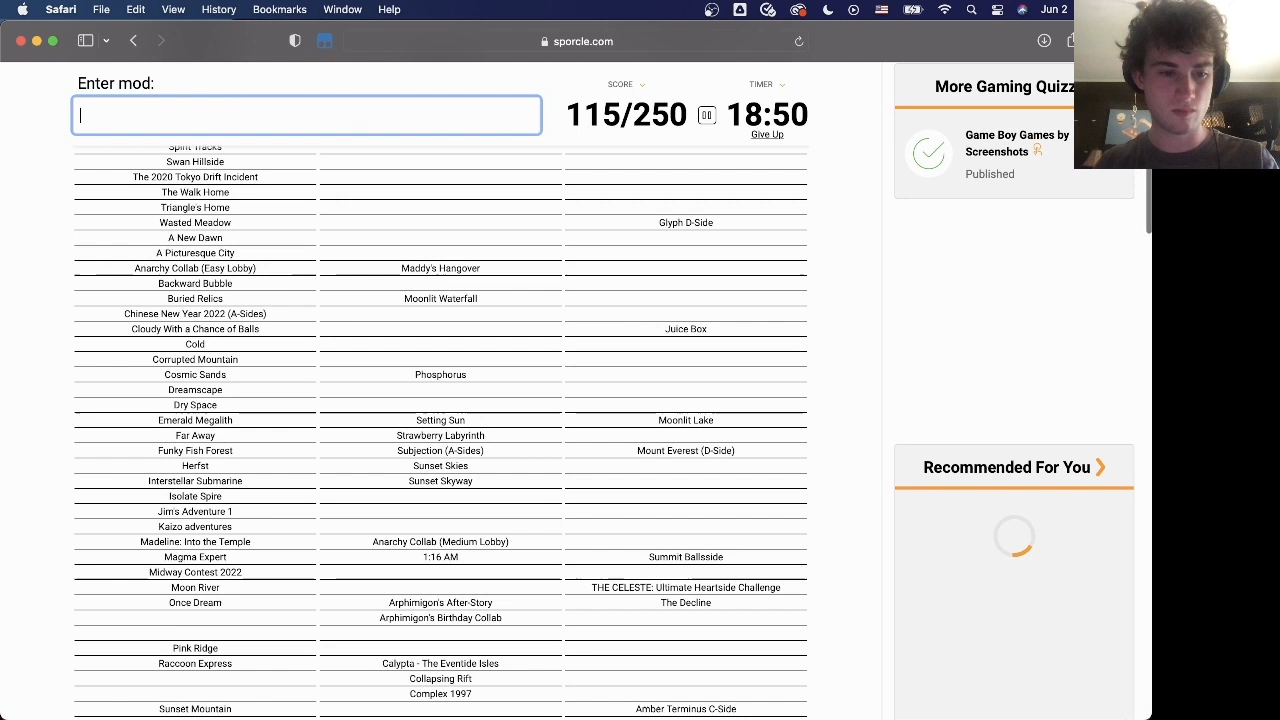 Safari File Edit View History Bookmarks Window Help Jun 2
sporcle.com
Enter mod:
SCORE TIMER
115/250 18:50
Give Up
More Gaming Quizz
Game Boy Games by Screenshots
Published
Recommended For You
Spirit Tracks
Swan Hillside
The 2020 Tokyo Drift Incident
The Walk Home
Triangle's Home
Wasted Meadow Glyph D-Side
A New Dawn
A Picturesque City
Anarchy Collab (Easy Lobby) Maddy's Hangover
Backward Bubble
Buried Relics Moonlit Waterfall
Chinese New Year 2022 (A-Sides)
Cloudy With a Chance of Balls Juice Box
Cold
Corrupted Mountain
Cosmic Sands Phosphorus
Dreamscape
Dry Space
Emerald Megalith Setting Sun Moonlit Lake
Far Away Strawberry Labyrinth
Funky Fish Forest Subjection (A-Sides) Mount Everest (D-Side)
Herfst Sunset Skies
Interstellar Submarine Sunset Skyway
Isolate Spire
Jim's Adventure 1
Kaizo adventures
Madeline: Into the Temple Anarchy Collab (Medium Lobby)
Magma Expert 1:16 AM Summit Ballsside
Midway Contest 2022
Moon River THE CELESTE: Ultimate Heartside Challenge
Once Dream Arphimigon's After-Story The Decline
Arphimigon's Birthday Collab
Pink Ridge
Raccoon Express Calypta - The Eventide Isles
Collapsing Rift
Complex 1997
Sunset Mountain Amber Terminus C-Side